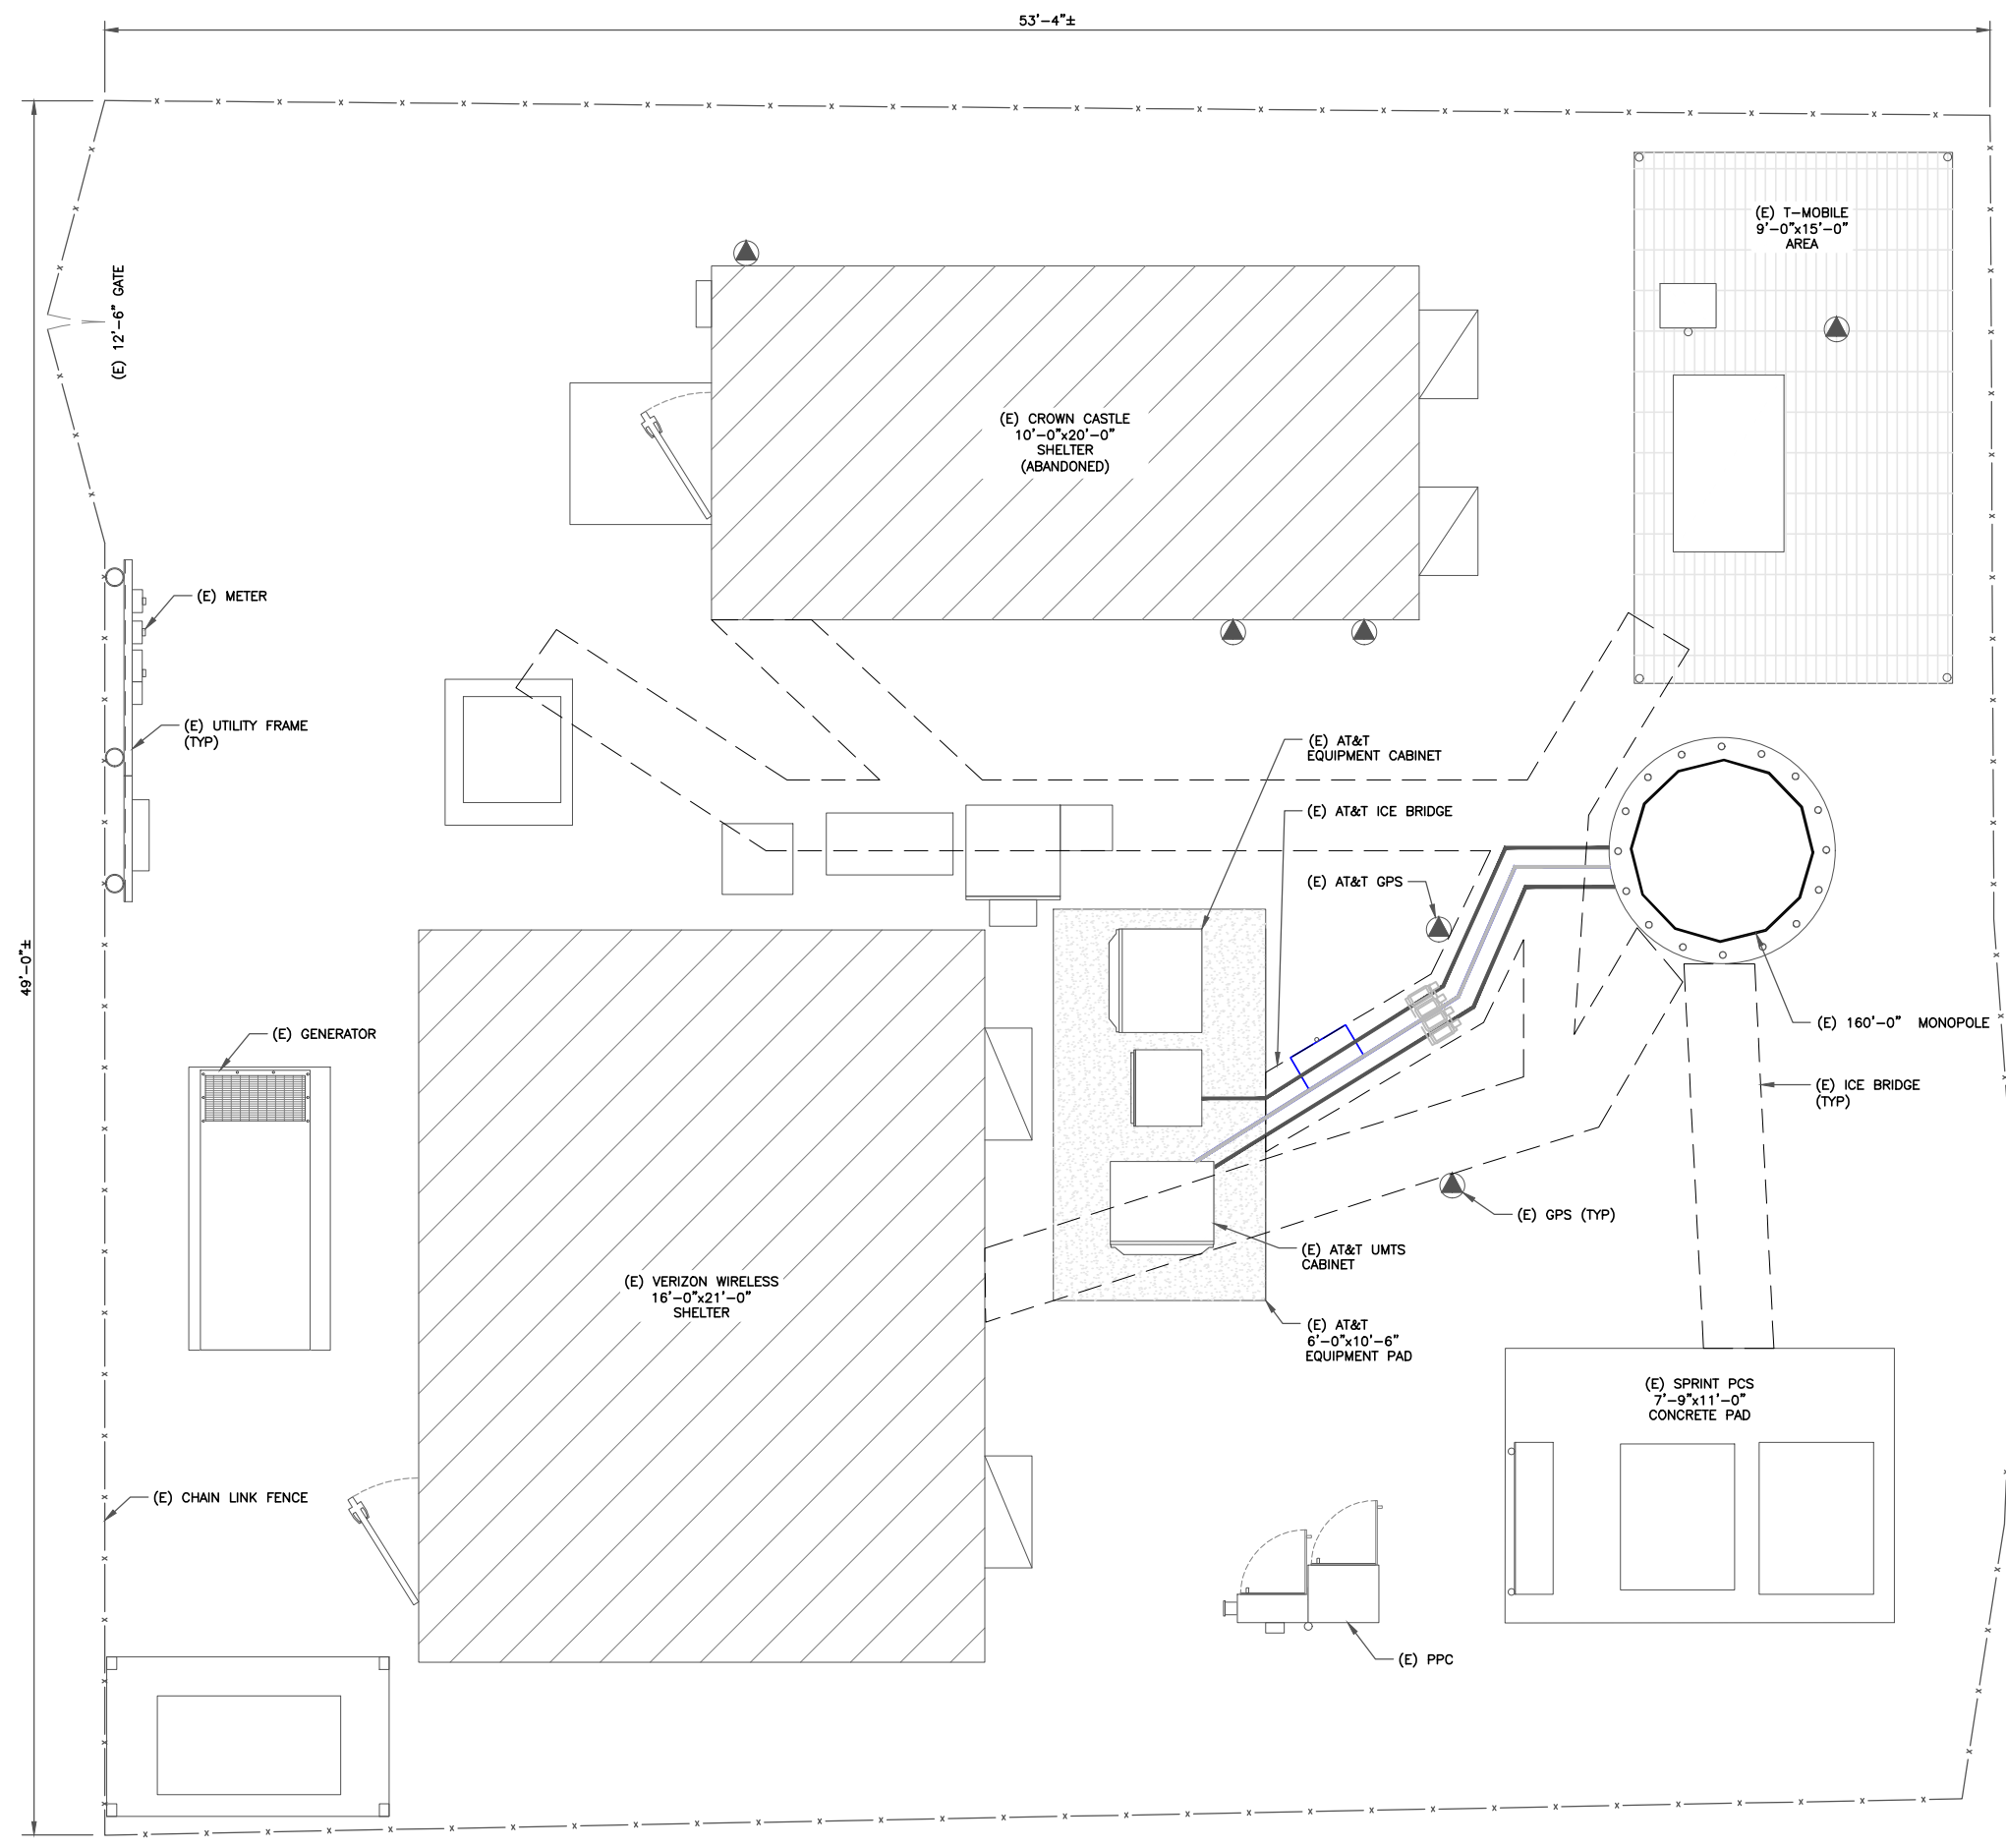 53'-4"±
(E) T-MOBILE
9'-0"x15'-0"
AREA
(E) 12'-6" GATE
(E) CROWN CASTLE
10'-0"x20'-0"
SHELTER
(ABANDONED)
(E) METER
(E) UTILITY FRAME
(TYP)
(E) AT&T
EQUIPMENT CABINET
(E) AT&T ICE BRIDGE
(E) AT&T GPS
49'-0"±
(E) GENERATOR
(E) 160'-0" MONOPOLE
(E) ICE BRIDGE
(TYP)
(E) GPS (TYP)
(E) AT&T UMTS
CABINET
(E) VERIZON WIRELESS
16'-0"x21'-0"
SHELTER
(E) AT&T
6'-0"x10'-6"
EQUIPMENT PAD
(E) SPRINT PCS
7'-9"x11'-0"
CONCRETE PAD
(E) CHAIN LINK FENCE
(E) PPC